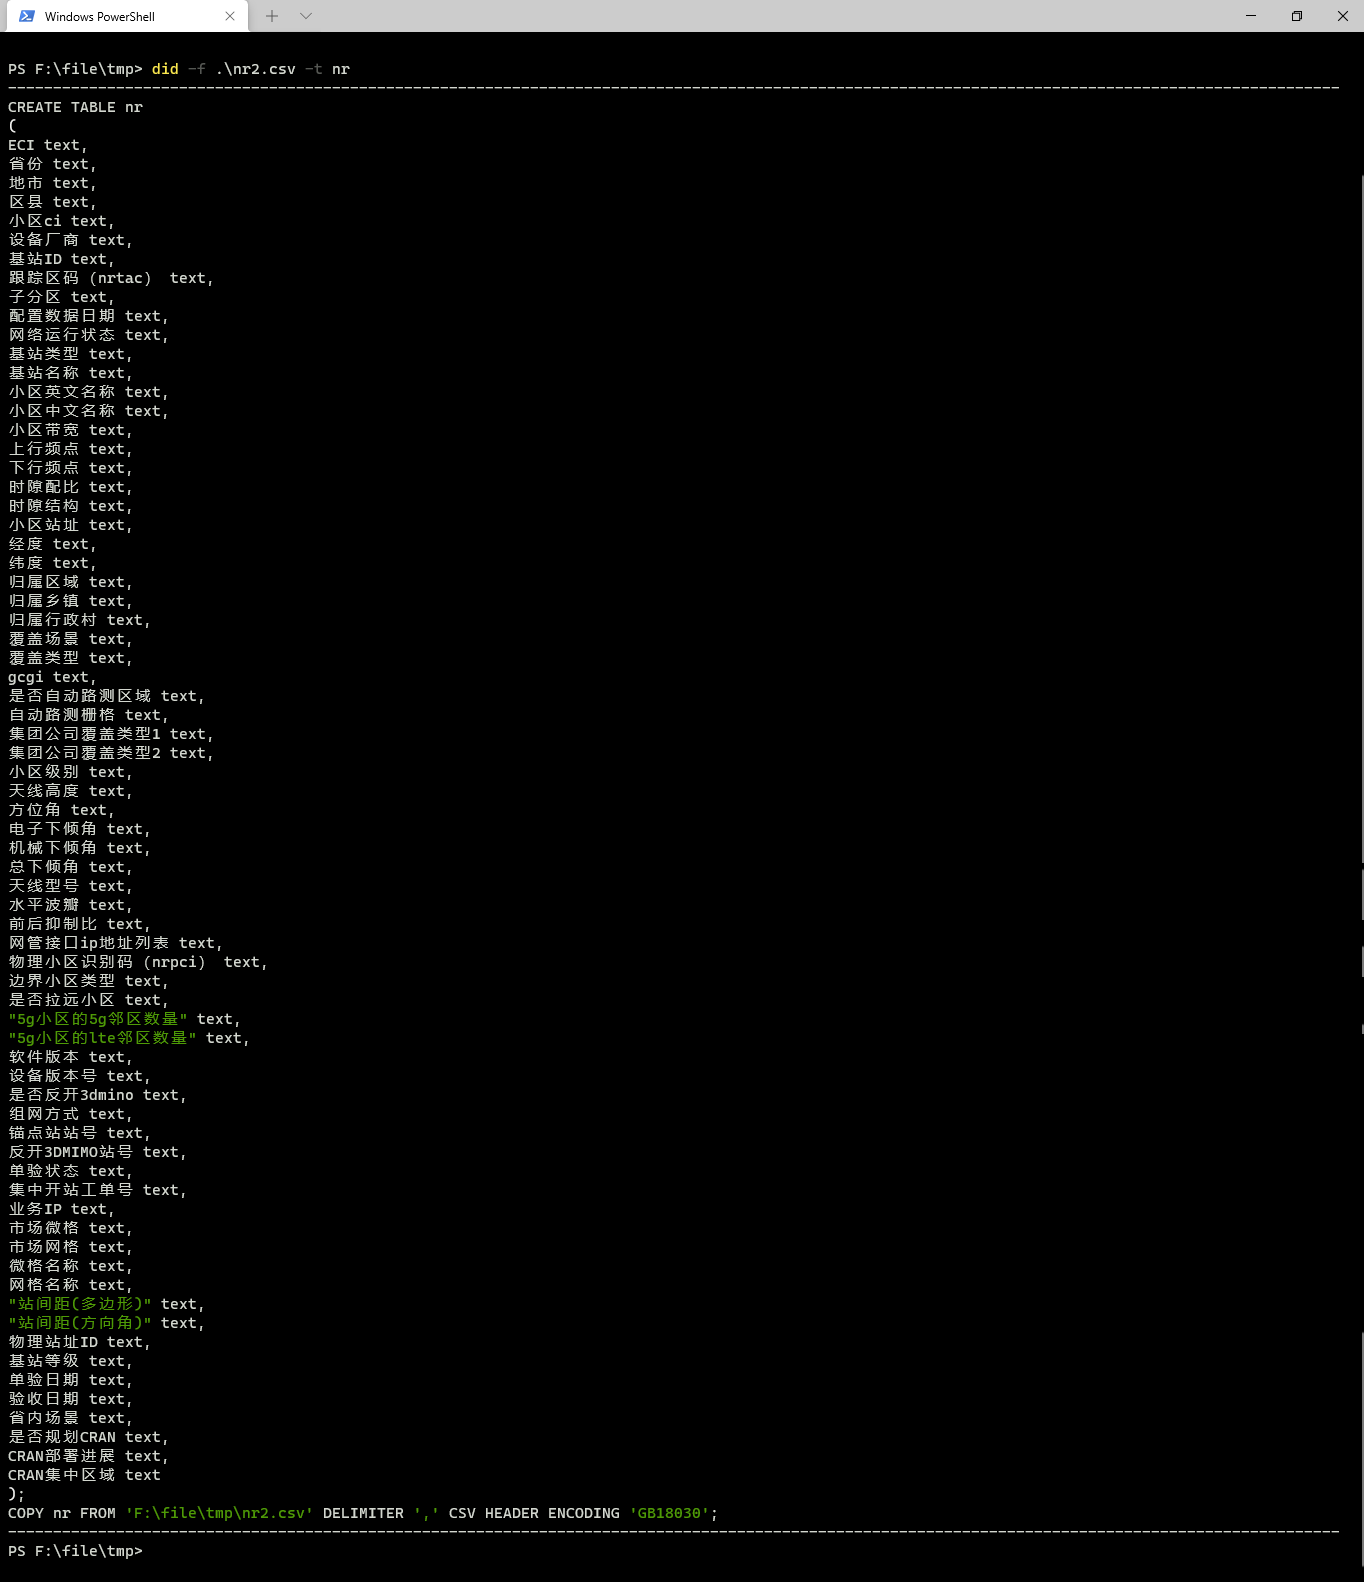 Windows PowerShell
PS F:\file\tmp> did -f .\nr2.csv -t nr
----------------------------------------------------------------------------------------------------------------------------------------------------
CREATE TABLE nr
(
ECI text,
省份 text,
地市 text,
区县 text,
小区ci text,
设备厂商 text,
基站ID text,
跟踪区码（nrtac） text,
子分区 text,
配置数据日期 text,
网络运行状态 text,
基站类型 text,
基站名称 text,
小区英文名称 text,
小区中文名称 text,
小区带宽 text,
上行频点 text,
下行频点 text,
时隙配比 text,
时隙结构 text,
小区站址 text,
经度 text,
纬度 text,
归属区域 text,
归属乡镇 text,
归属行政村 text,
覆盖场景 text,
覆盖类型 text,
gcgi text,
是否自动路测区域 text,
自动路测栅格 text,
集团公司覆盖类型1 text,
集团公司覆盖类型2 text,
小区级别 text,
天线高度 text,
方位角 text,
电子下倾角 text,
机械下倾角 text,
总下倾角 text,
天线型号 text,
水平波瓣 text,
前后抑制比 text,
网管接口ip地址列表 text,
物理小区识别码（nrpci） text,
边界小区类型 text,
是否拉远小区 text,
"5g小区的5g邻区数量" text,
"5g小区的lte邻区数量" text,
软件版本 text,
设备版本号 text,
是否反开3dmino text,
组网方式 text,
锚点站站号 text,
反开3DMIMO站号 text,
单验状态 text,
集中开站工单号 text,
业务IP text,
市场微格 text,
市场网格 text,
微格名称 text,
网格名称 text,
"站间距(多边形)" text,
"站间距(方向角)" text,
物理站址ID text,
基站等级 text,
单验日期 text,
验收日期 text,
省内场景 text,
是否规划CRAN text,
CRAN部署进展 text,
CRAN集中区域 text
);
COPY nr FROM 'F:\file\tmp\nr2.csv' DELIMITER ',' CSV HEADER ENCODING 'GB18030';
----------------------------------------------------------------------------------------------------------------------------------------------------
PS F:\file\tmp>